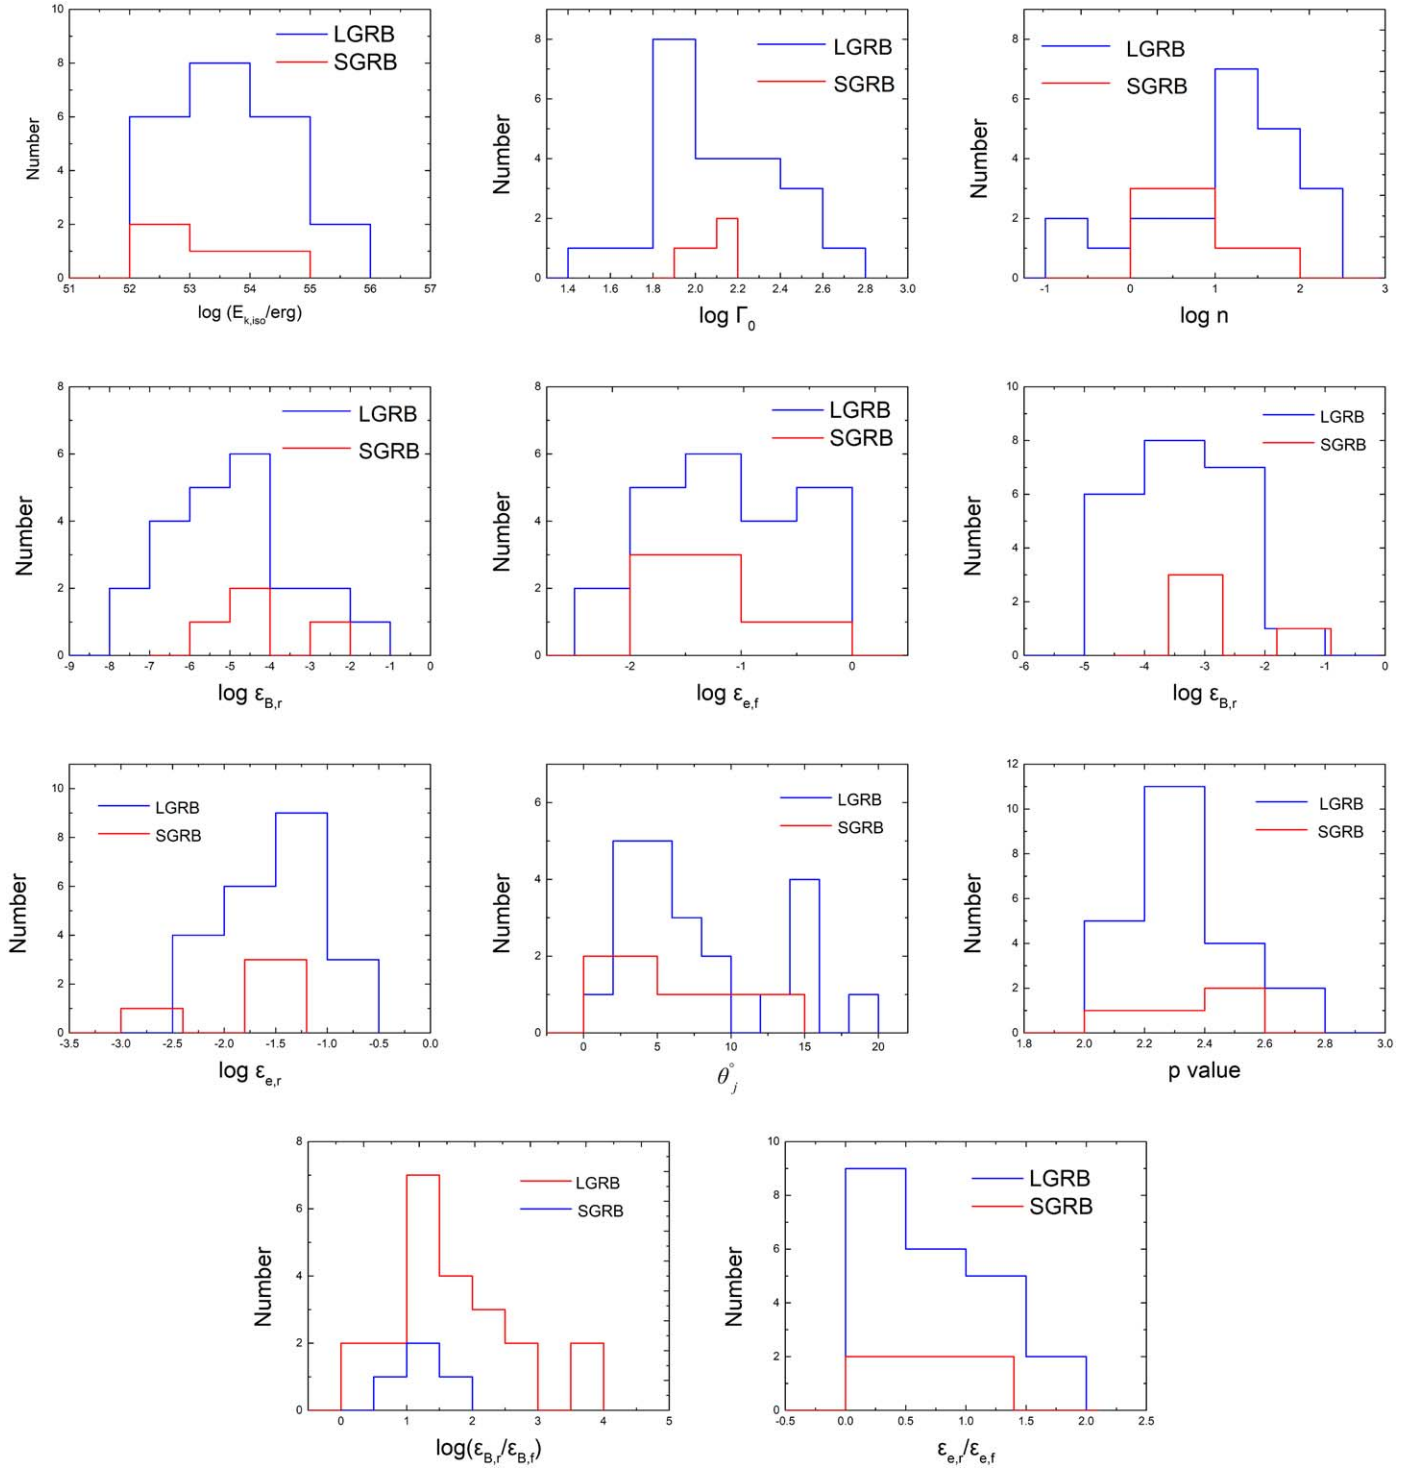 10
8
6
4
2
0
Number
LGRB
SGRB
51 52 53 54 55 56 57
log (E_k,iso/erg)
8
6
4
2
0
Number
LGRB
SGRB
1.4 1.6 1.8 2.0 2.2 2.4 2.6 2.8 3.0
log Γ_0
8
6
4
2
0
Number
LGRB
SGRB
-1 0 1 2 3
log n
8
6
4
2
0
Number
LGRB
SGRB
-9 -8 -7 -6 -5 -4 -3 -2 -1 0
log ε_B,r
8
6
4
2
0
Number
LGRB
SGRB
-2 -1 0
log ε_e,f
10
8
6
4
2
0
Number
LGRB
SGRB
-6 -5 -4 -3 -2 -1 0
log ε_B,r
10
8
6
4
2
0
Number
LGRB
SGRB
-3.5 -3.0 -2.5 -2.0 -1.5 -1.0 -0.5 0.0
log ε_e,r
6
4
2
0
Number
LGRB
SGRB
0 5 10 15 20
θ_j°
12
10
8
6
4
2
0
Number
LGRB
SGRB
1.8 2.0 2.2 2.4 2.6 2.8 3.0
p value
8
6
4
2
0
Number
LGRB
SGRB
0 1 2 3 4 5
log(ε_B,r/ε_B,f)
10
8
6
4
2
0
Number
LGRB
SGRB
-0.5 0.0 0.5 1.0 1.5 2.0 2.5
ε_e,r/ε_e,f